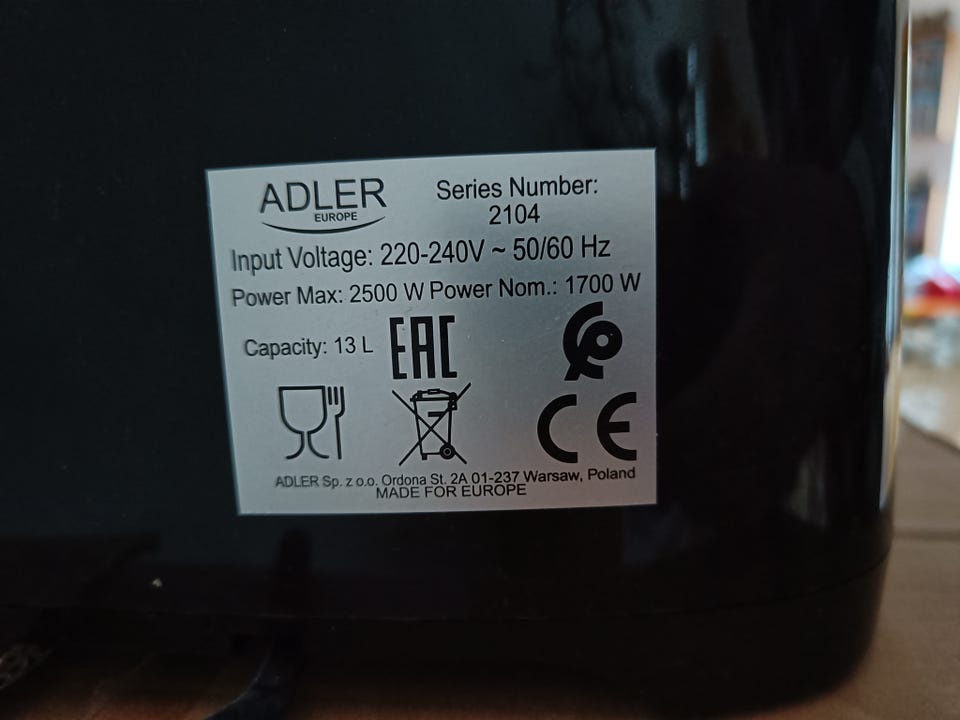 ADLER
EUROPE
Series Number:
2104
Input Voltage: 220-240V ~ 50/60 Hz
Power Max: 2500 W Power Nom.: 1700 W
Capacity: 13 L
EAC
CE
ADLER Sp. z o.o. Ordona St. 2A 01-237 Warsaw, Poland
MADE FOR EUROPE